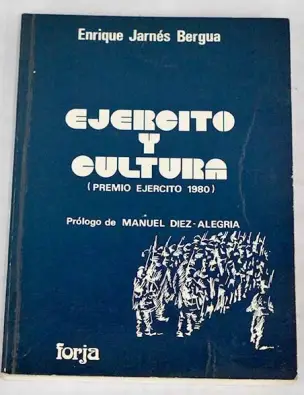 Enrique Jarnés Bergua
EJERCITO
Y
CULTURA
(PREMIO EJERCITO 1980)
Prólogo de MANUEL DIEZ-ALEGRIA
forja